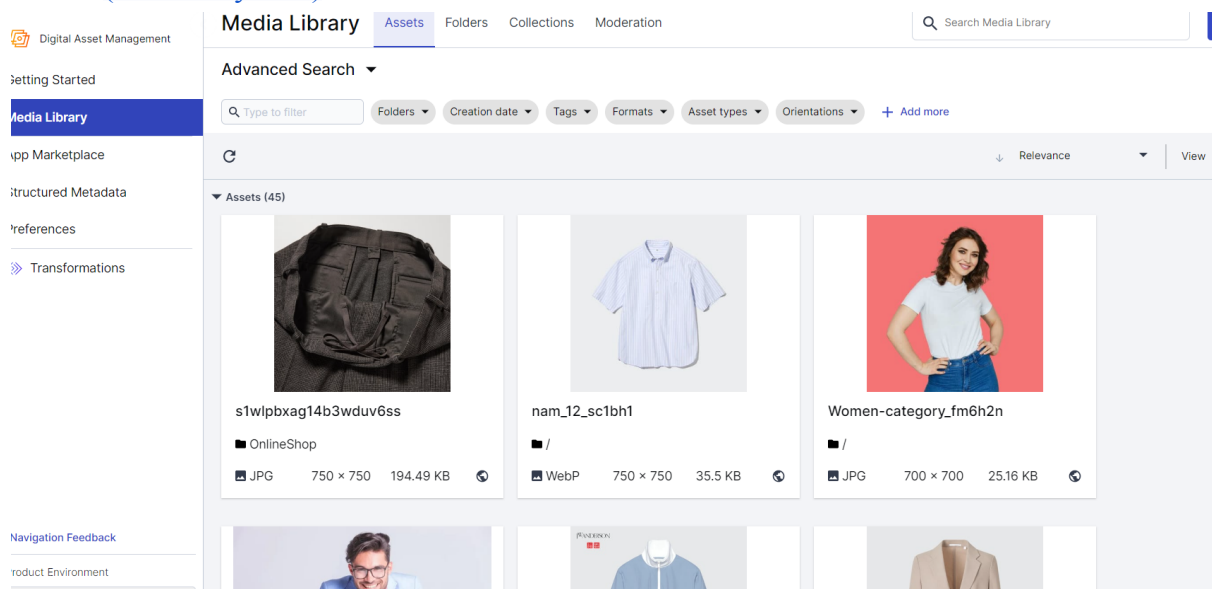 Media Library Assets Folders Collections Moderation Search Media Library
Digital Asset Management
Getting Started
Media Library
App Marketplace
Structured Metadata
Preferences
Transformations
Navigation Feedback
Product Environment
Advanced Search
Type to filter Folders Creation date Tags Formats Asset types Orientations + Add more
Relevance View
Assets (45)
s1wlpbxag14b3wduv6ss
OnlineShop
JPG 750 × 750 194.49 KB
nam_12_sc1bh1
/
WebP 750 × 750 35.5 KB
Women-category_fm6h2n
/
JPG 700 × 700 25.16 KB
JW ANDERSON